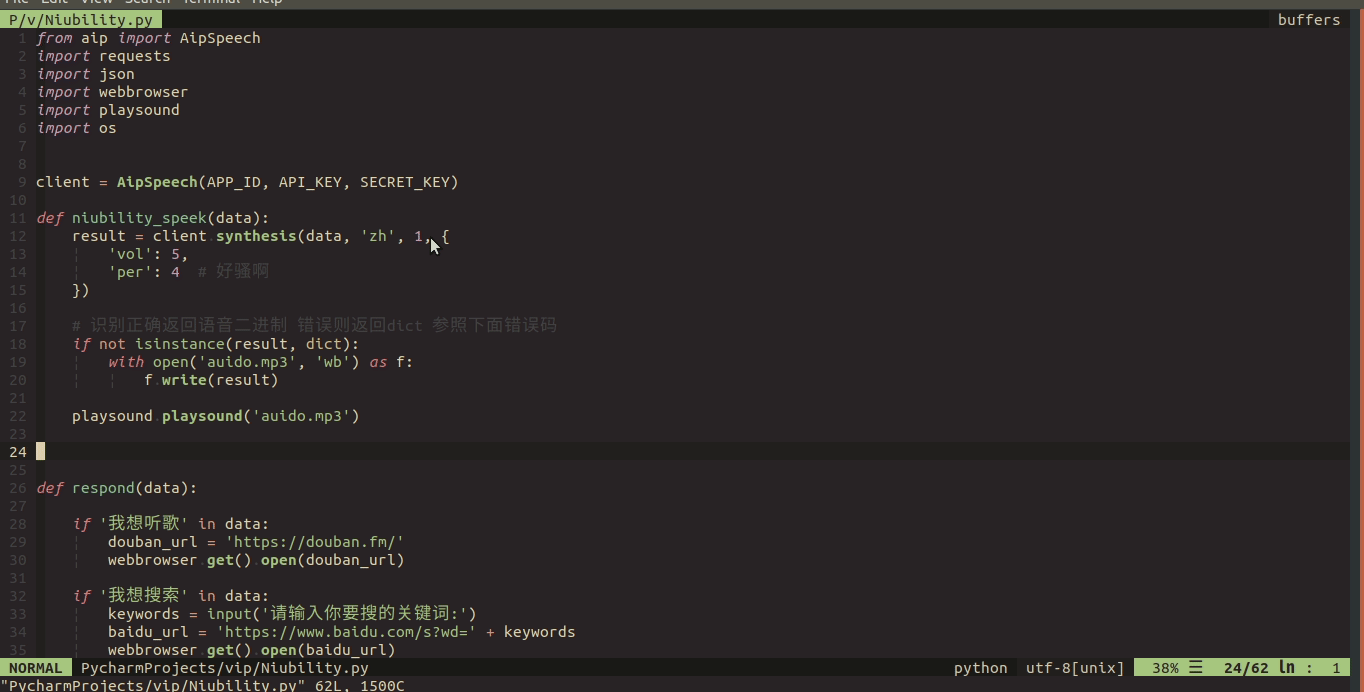 File Edit View Search Terminal Help
P/v/Niubility.py buffers
1 from aip import AipSpeech
2 import requests
3 import json
4 import webbrowser
5 import playsound
6 import os
7
8
9 client = AipSpeech(APP_ID, API_KEY, SECRET_KEY)
10
11 def niubility_speek(data):
12 result = client.synthesis(data, 'zh', 1, {
13 'vol': 5,
14 'per': 4 # 好骚啊
15 })
16
17 # 识别正确返回语音二进制 错误则返回dict 参照下面错误码
18 if not isinstance(result, dict):
19 with open('auido.mp3', 'wb') as f:
20 f.write(result)
21
22 playsound.playsound('auido.mp3')
23
24
25
26 def respond(data):
27
28 if '我想听歌' in data:
29 douban_url = 'https://douban.fm/'
30 webbrowser.get().open(douban_url)
31
32 if '我想搜索' in data:
33 keywords = input('请输入你要搜的关键词:')
34 baidu_url = 'https://www.baidu.com/s?wd=' + keywords
35 webbrowser.get().open(baidu_url)
NORMAL PycharmProjects/vip/Niubility.py python utf-8[unix] 38% ☰ 24/62 ln : 1
"PycharmProjects/vip/Niubility.py" 62L, 1500C